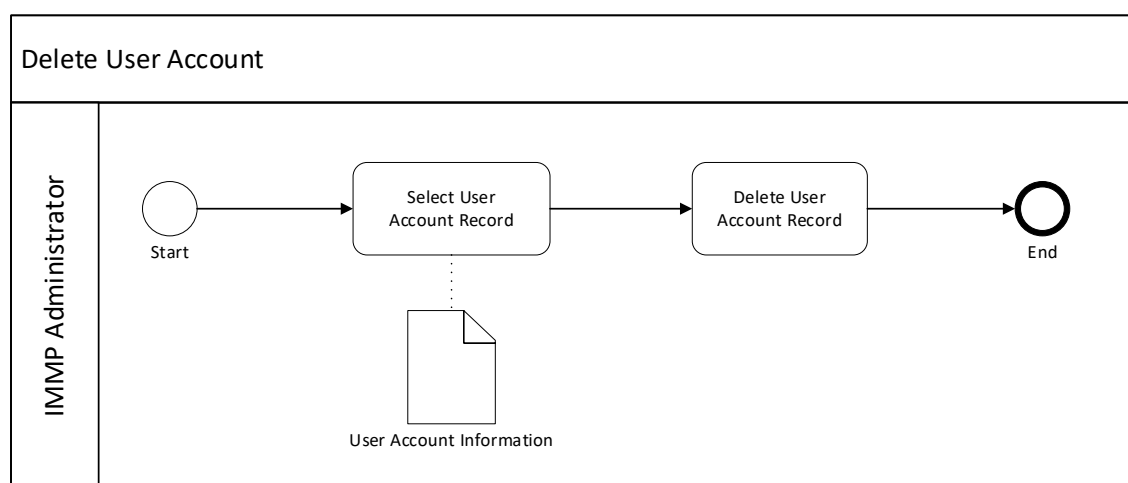 Delete User Account
IMMP Administrator
Start
Select User
Account Record
Delete User
Account Record
End
User Account Information